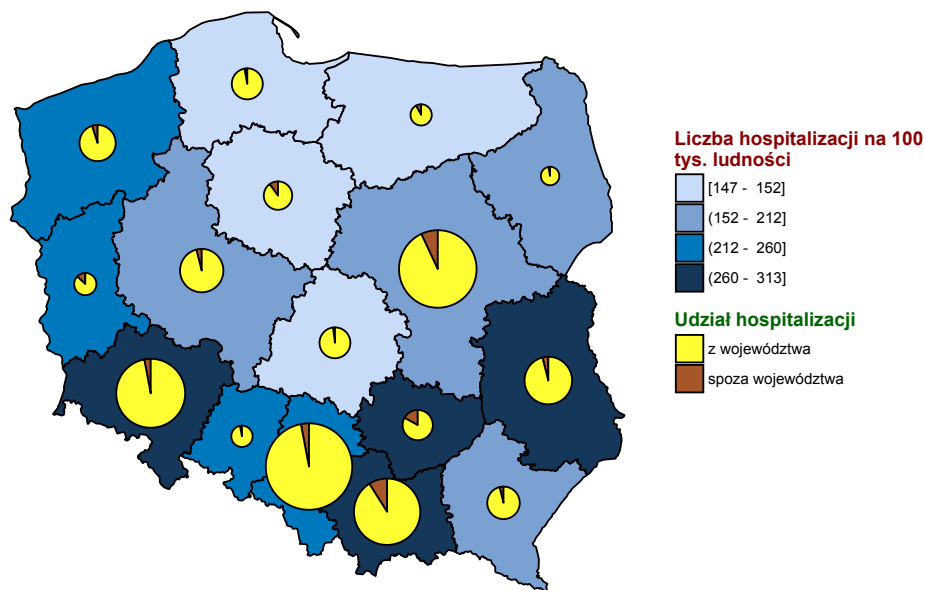 Liczba hospitalizacji na 100
tys. ludności
[147 - 152]
(152 - 212]
(212 - 260]
(260 - 313]
Udział hospitalizacji
z województwa
spoza województwa